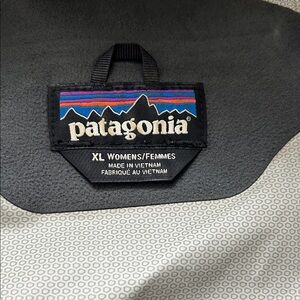 patagonia®
XL WOMENS/FEMMES
MADE IN VIETNAM
FABRIQUÉ AU VIETNAM